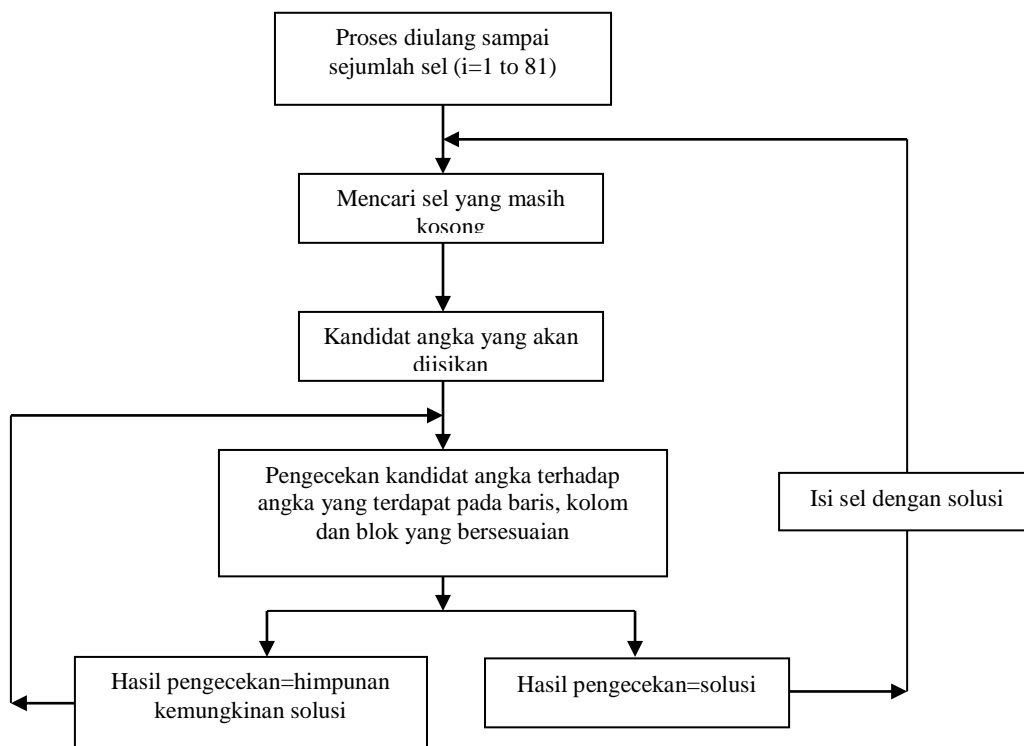 Proses diulang sampai
sejumlah sel (i=1 to 81)
Mencari sel yang masih
kosong
Kandidat angka yang akan
diisikan
Pengecekan kandidat angka terhadap
angka yang terdapat pada baris, kolom
dan blok yang bersesuaian
Isi sel dengan solusi
Hasil pengecekan=himpunan
kemungkinan solusi
Hasil pengecekan=solusi